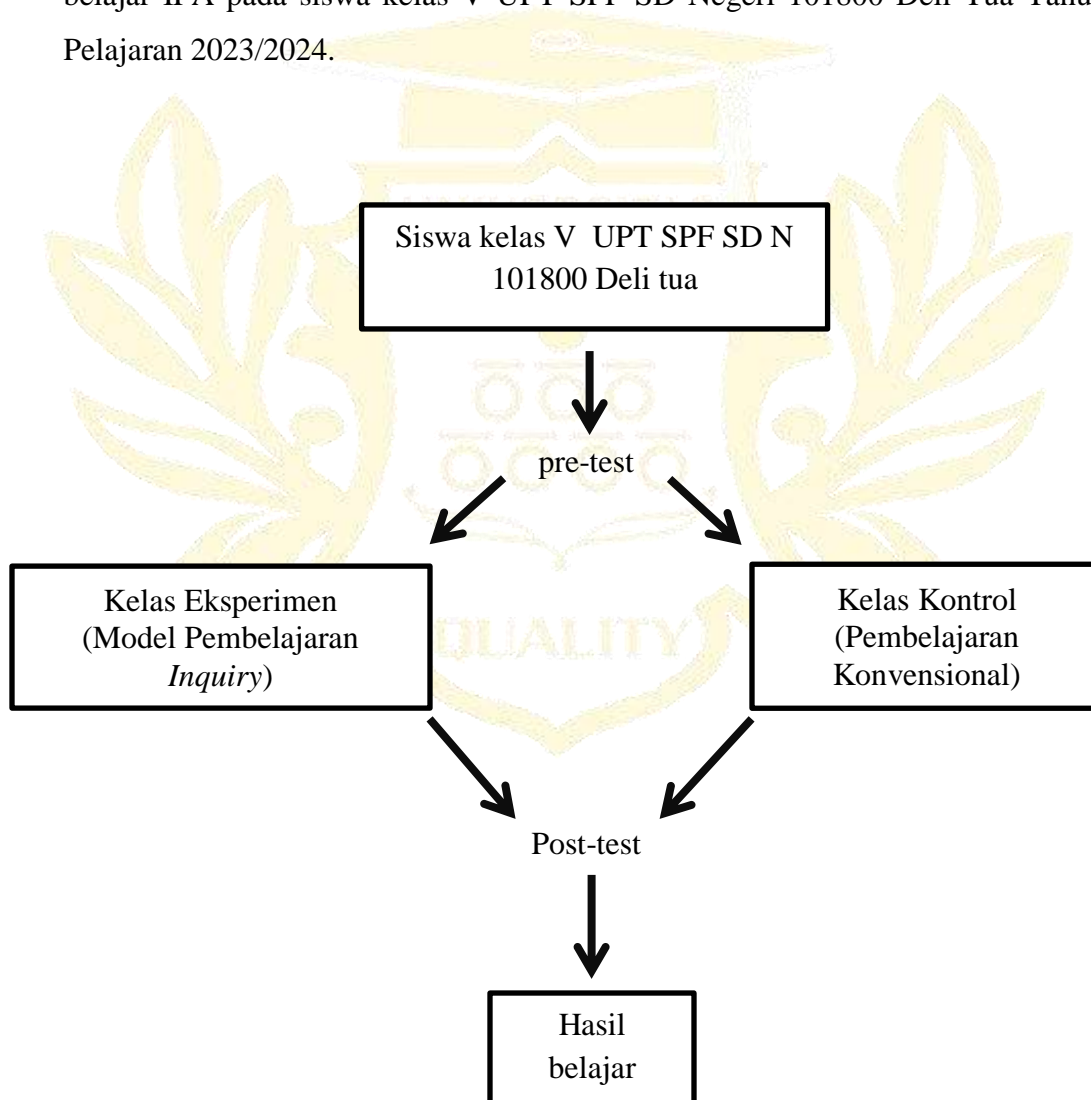 belajar IPA pada siswa kelas V UPT SPF SD Negeri 101800 Deli Tua
Pelajaran 2023/2024.
Siswa kelas V UPT SPF SD N
101800 Deli tua
pre-test
Kelas Eksperimen
(Model Pembelajaran
Inquiry)
Kelas Kontrol
(Pembelajaran
Konvensional)
QUALITY
Post-test
Hasil
belajar